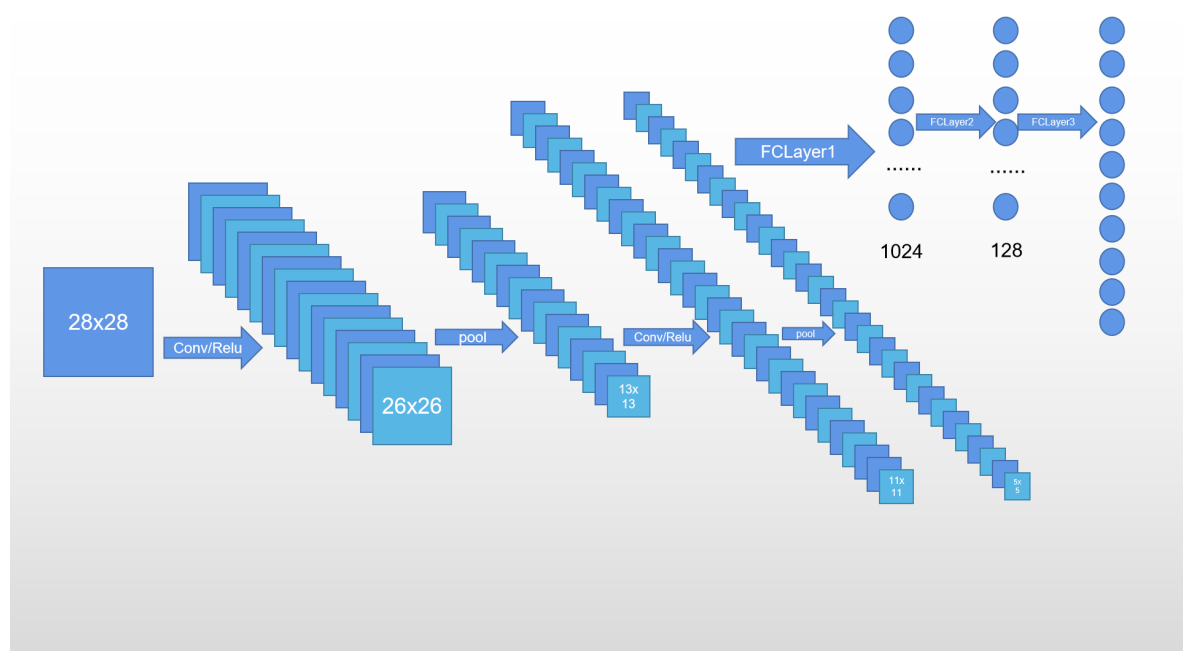 28x28
Conv/Relu
26x26
pool
13x
13
Conv/Relu
11x
11
pool
5x
5
FCLayer1
FCLayer2
FCLayer3
......
......
1024
128